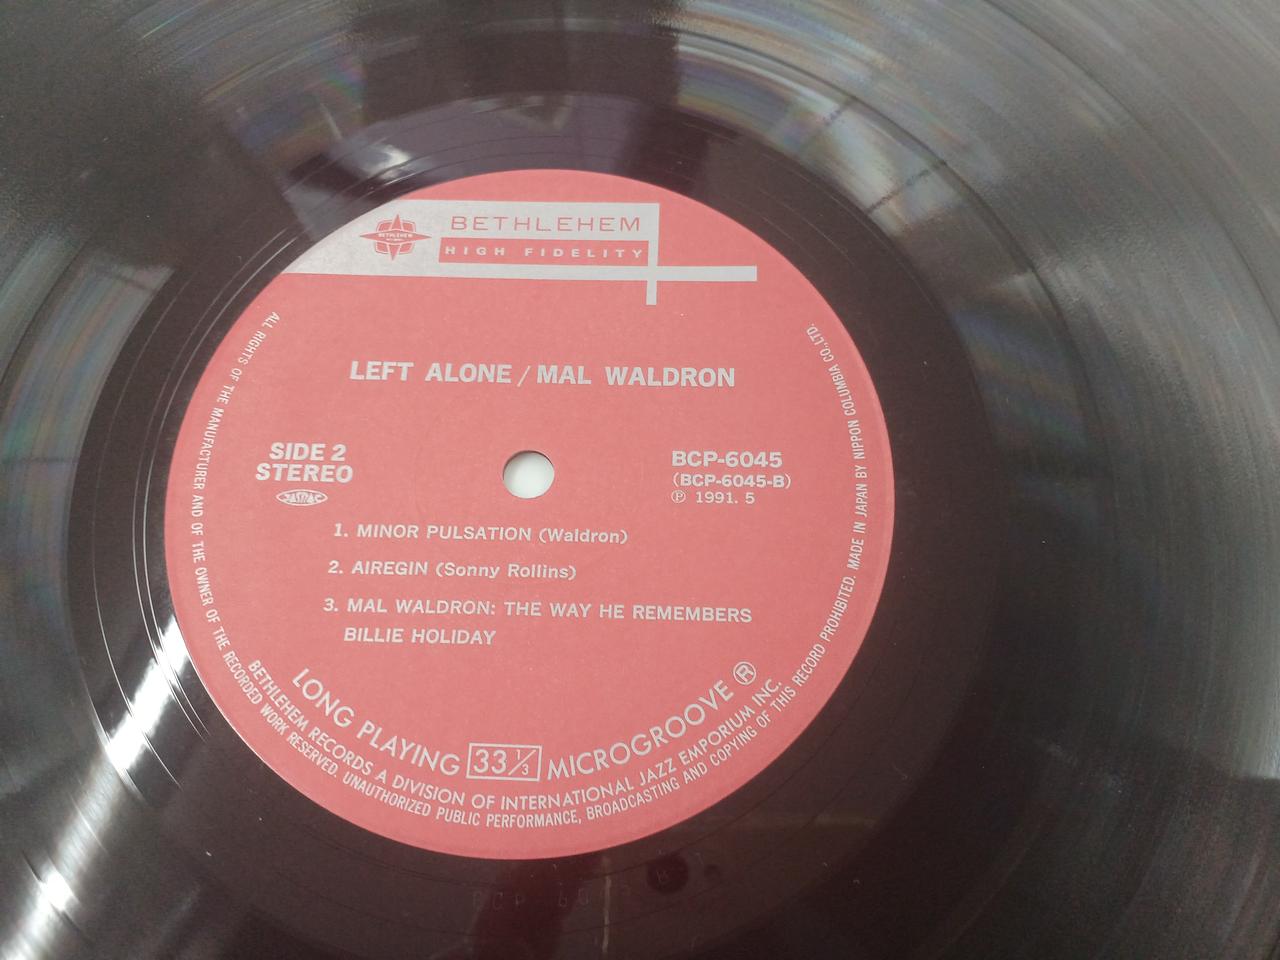 BETHLEHEM
BETHLEHEM
HIGH FIDELITY
LEFT ALONE / MAL WALDRON
SIDE 2
STEREO
JASRAC
BCP-6045
(BCP-6045-B)
Ⓟ 1991. 5
1. MINOR PULSATION (Waldron)
2. AIREGIN (Sonny Rollins)
3. MAL WALDRON: THE WAY HE REMEMBERS
BILLIE HOLIDAY
LONG PLAYING 33 1/3 MICROGROOVE ®
BETHLEHEM RECORDS A DIVISION OF INTERNATIONAL JAZZ EMPORIUM INC.
ALL RIGHTS OF THE MANUFACTURER AND OF THE OWNER OF THE RECORDED WORK RESERVED. UNAUTHORIZED PUBLIC PERFORMANCE, BROADCASTING AND COPYING OF THIS RECORD PROHIBITED. MADE IN JAPAN BY NIPPON COLUMBIA CO.,LTD.